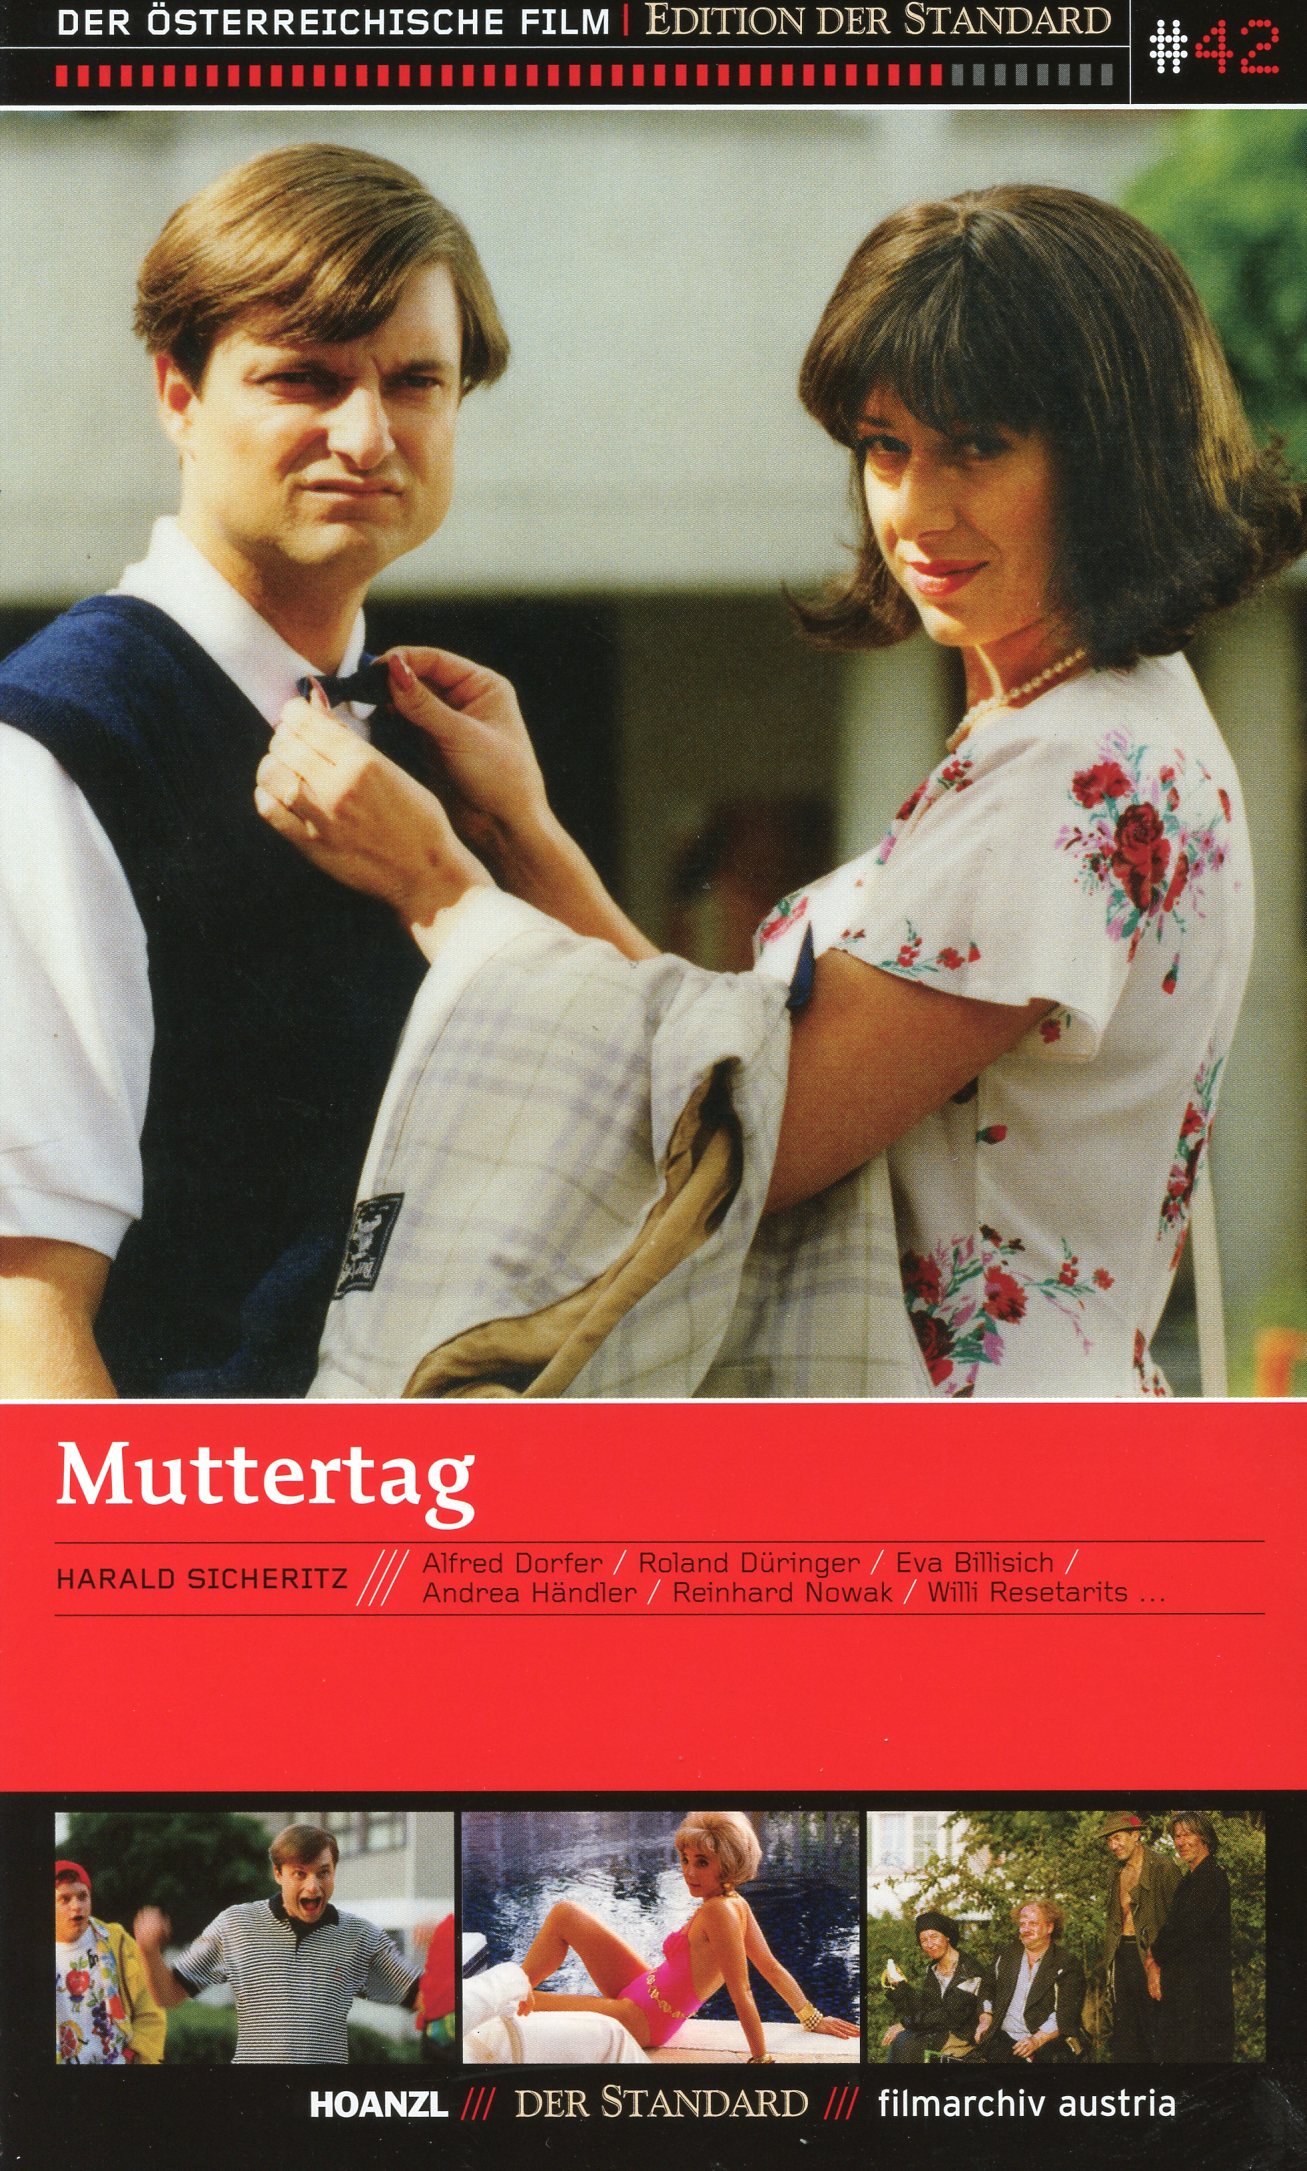 DER ÖSTERREICHISCHE FILM | EDITION DER STANDARD
#42
Muttertag
HARALD SICHERITZ /// Alfred Dorfer / Roland Düringer / Eva Billisich /
Andrea Händler / Reinhard Nowak / Willi Resetarits ...
HOANZL /// DER STANDARD /// filmarchiv austria